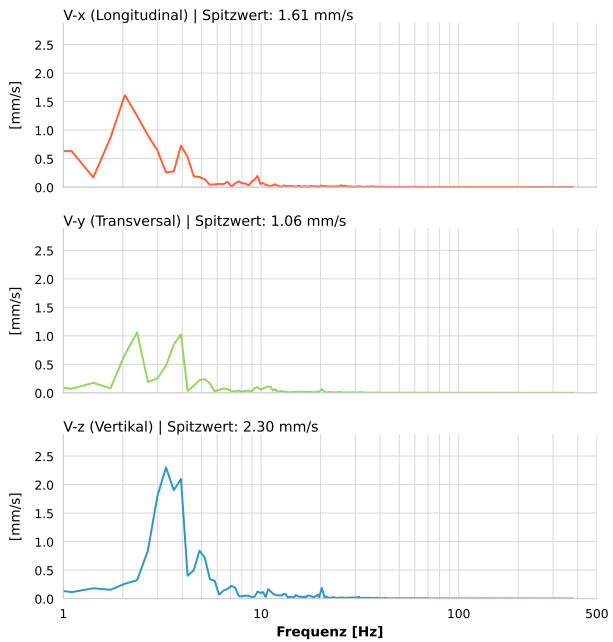 V-x (Longitudinal) | Spitzwert: 1.61 mm/s
2.5
2.0
1.5
1.0
0.5
0.0
[mm/s]
V-y (Transversal) | Spitzwert: 1.06 mm/s
2.5
2.0
1.5
1.0
0.5
0.0
[mm/s]
V-z (Vertikal) | Spitzwert: 2.30 mm/s
2.5
2.0
1.5
1.0
0.5
0.0
[mm/s]
1 10 100 500
Frequenz [Hz]